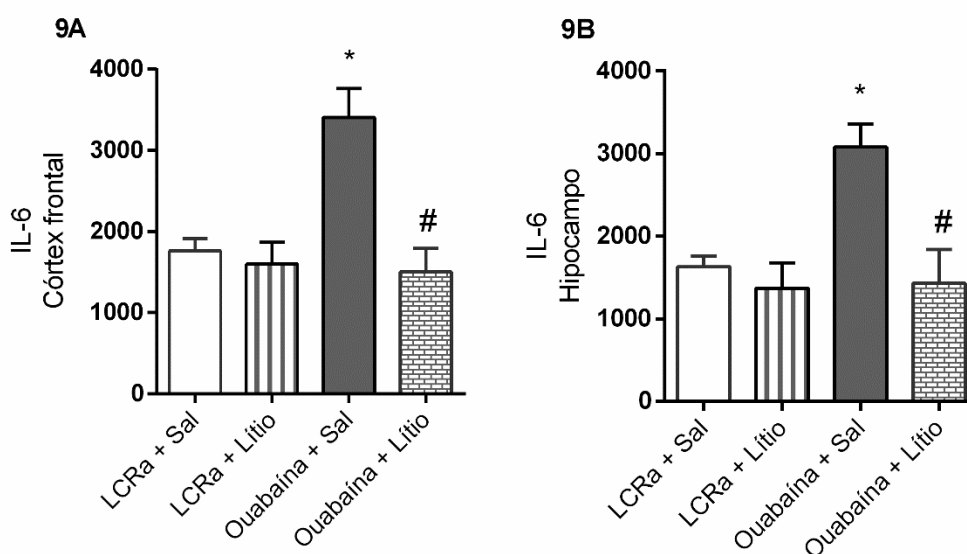 9A
IL-6
Córtex frontal
4000
3000
2000
1000
0
*
#
LCRa + Sal
LCRa + Lítio
Ouabaína + Sal
Ouabaína + Lítio
9B
IL-6
Hipocampo
4000
3000
2000
1000
0
*
#
LCRa + Sal
LCRa + Lítio
Ouabaína + Sal
Ouabaína + Lítio